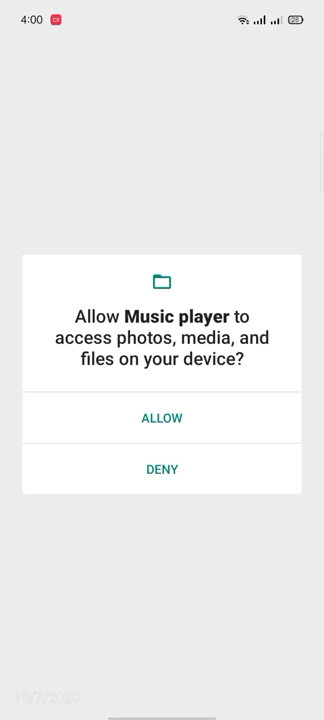 4:00
Allow Music player to
access photos, media, and
files on your device?
ALLOW
DENY